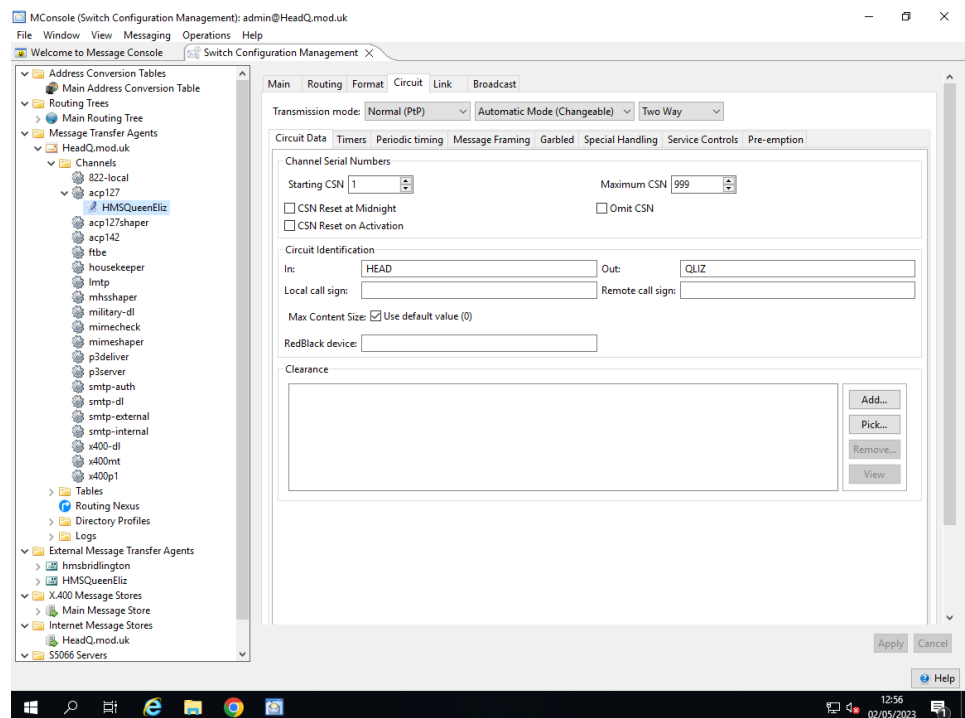 MConsole (Switch Configuration Management): admin@HeadQ.mod.uk
File Window View Messaging Operations Help
Welcome to Message Console
Switch Configuration Management
Address Conversion Tables
Main Address Conversion Table
Routing Trees
Main Routing Tree
Message Transfer Agents
HeadQ.mod.uk
Channels
822-local
acp127
HMSQueenEliz
acp127shaper
acp142
ftbe
housekeeper
lmtp
mhsshaper
military-dl
mimecheck
mimeshaper
p3deliver
p3server
smtp-auth
smtp-dl
smtp-external
smtp-internal
x400-dl
x400mt
x400p1
Tables
Routing Nexus
Directory Profiles
Logs
External Message Transfer Agents
hmsbridlington
HMSQueenEliz
X.400 Message Stores
Main Message Store
Internet Message Stores
HeadQ.mod.uk
S5066 Servers
Main Routing Format Circuit Link Broadcast
Transmission mode: Normal (PtP) Automatic Mode (Changeable) Two Way
Circuit Data Timers Periodic timing Message Framing Garbled Special Handling Service Controls Pre-emption
Channel Serial Numbers
Starting CSN 1 Maximum CSN 999
CSN Reset at Midnight Omit CSN
CSN Reset on Activation
Circuit Identification
In: HEAD Out: QLIZ
Local call sign: Remote call sign:
Max Content Size: Use default value (0)
RedBlack device:
Clearance
Add...
Pick...
Remove...
View
Apply Cancel
Help
12:56
02/05/2023
1